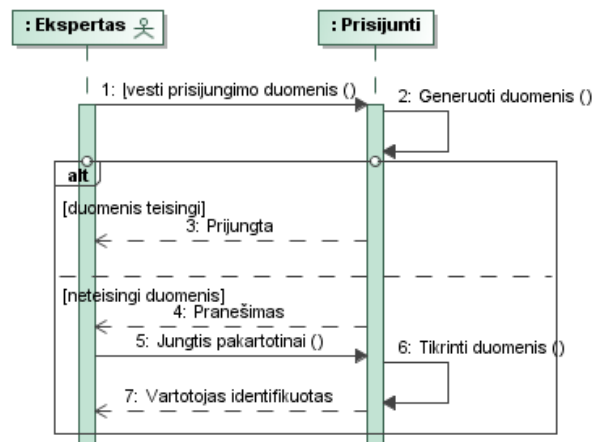 : Ekspertas
: Prisijunti
1: Įvesti prisijungimo duomenis ()
2: Generuoti duomenis ()
alt
[duomenis teisingi]
3: Prijungta
[neteisingi duomenis]
4: Pranešimas
5: Jungtis pakartotinai ()
6: Tikrinti duomenis ()
7: Vartotojas identifikuotas